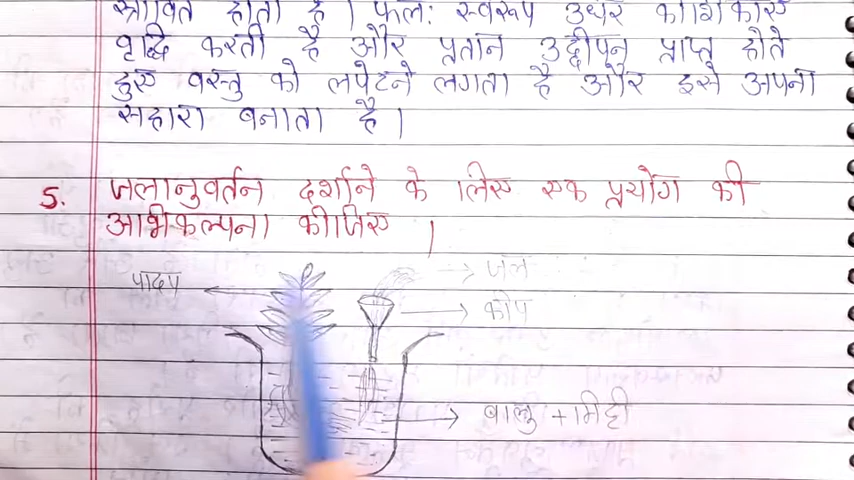 स्रावित होता है। फल: स्वरूप उधर कोशिकाएँ
वृद्धि करती है और प्रतान उद्दीपन प्राप्त होते
हुए वस्तु को लपेटने लगता है और इसे अपना
सहारा बनाता है।
5. जलानुवर्तन दर्शाने के लिए एक प्रयोग की
अभिकल्पना कीजिए।
पादप
जल
कीप
बालु + मिट्टी